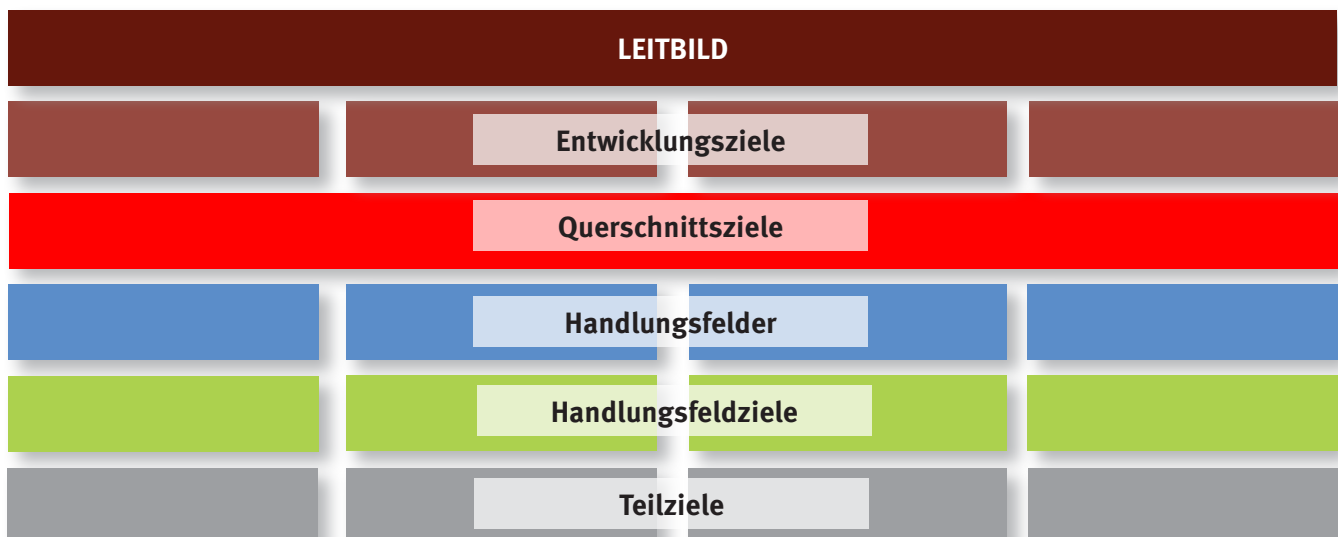 LEITBILD
Entwicklungsziele
Querschnittsziele
Handlungsfelder
Handlungsfeldziele
Teilziele